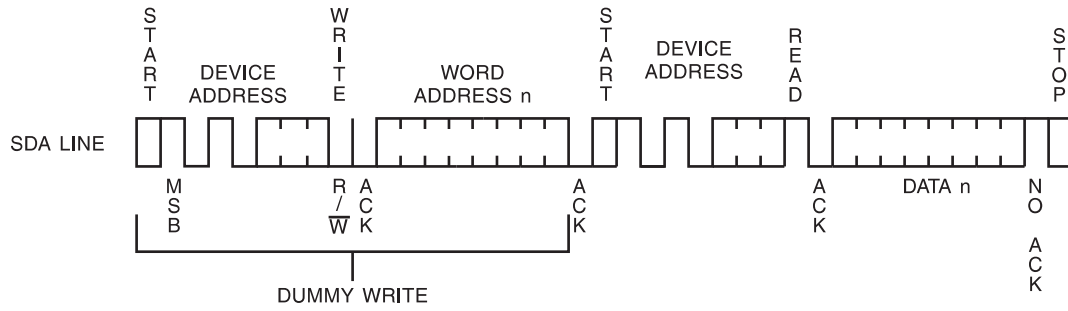 START
WRITE
START
READ
STOP
DEVICE
ADDRESS
WORD
ADDRESS n
DEVICE
ADDRESS
SDA LINE
MSB
R/W
ACK
ACK
ACK
DATA n
NO ACK
DUMMY WRITE